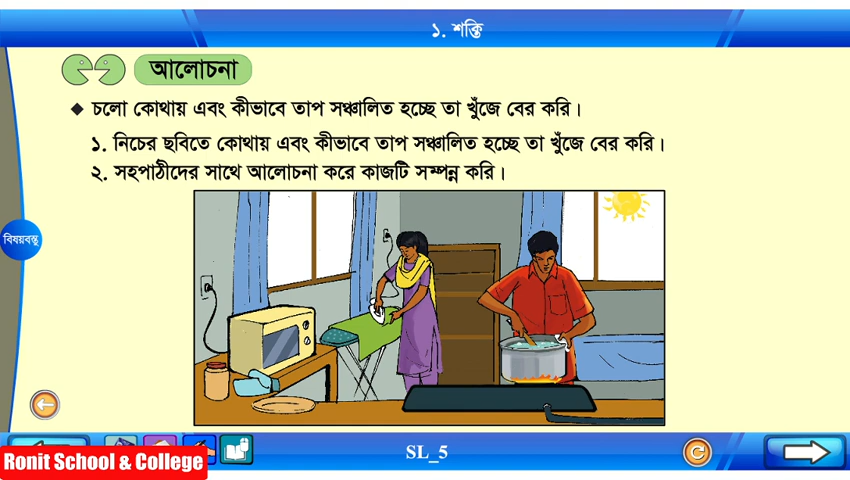 ১. শক্তি
আলোচনা
❖ চলো কোথায় এবং কীভাবে তাপ সঞ্চালিত হচ্ছে তা খুঁজে বের করি।
১. নিচের ছবিতে কোথায় এবং কীভাবে তাপ সঞ্চালিত হচ্ছে তা খুঁজে বের করি।
২. সহপাঠীদের সাথে আলোচনা করে কাজটি সম্পন্ন করি।
বিষয়বস্তু
SL_5
Ronit School & College